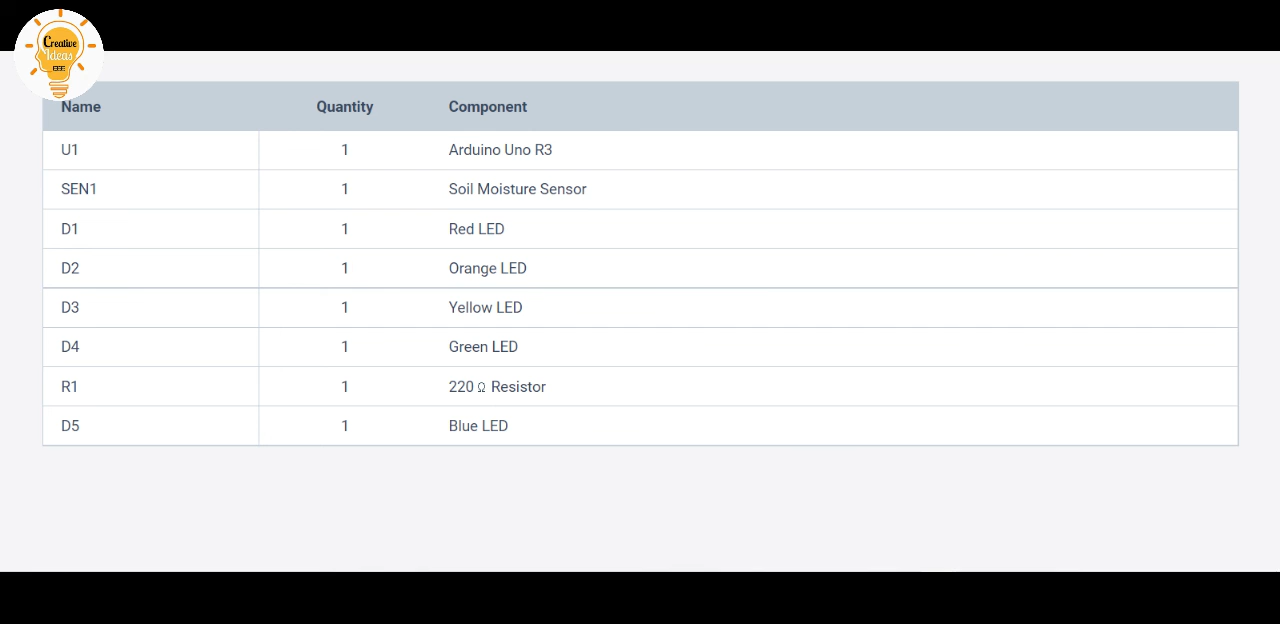 Creative
Ideas
EEE
Name Quantity Component
U1 1 Arduino Uno R3
SEN1 1 Soil Moisture Sensor
D1 1 Red LED
D2 1 Orange LED
D3 1 Yellow LED
D4 1 Green LED
R1 1 220 Ω Resistor
D5 1 Blue LED